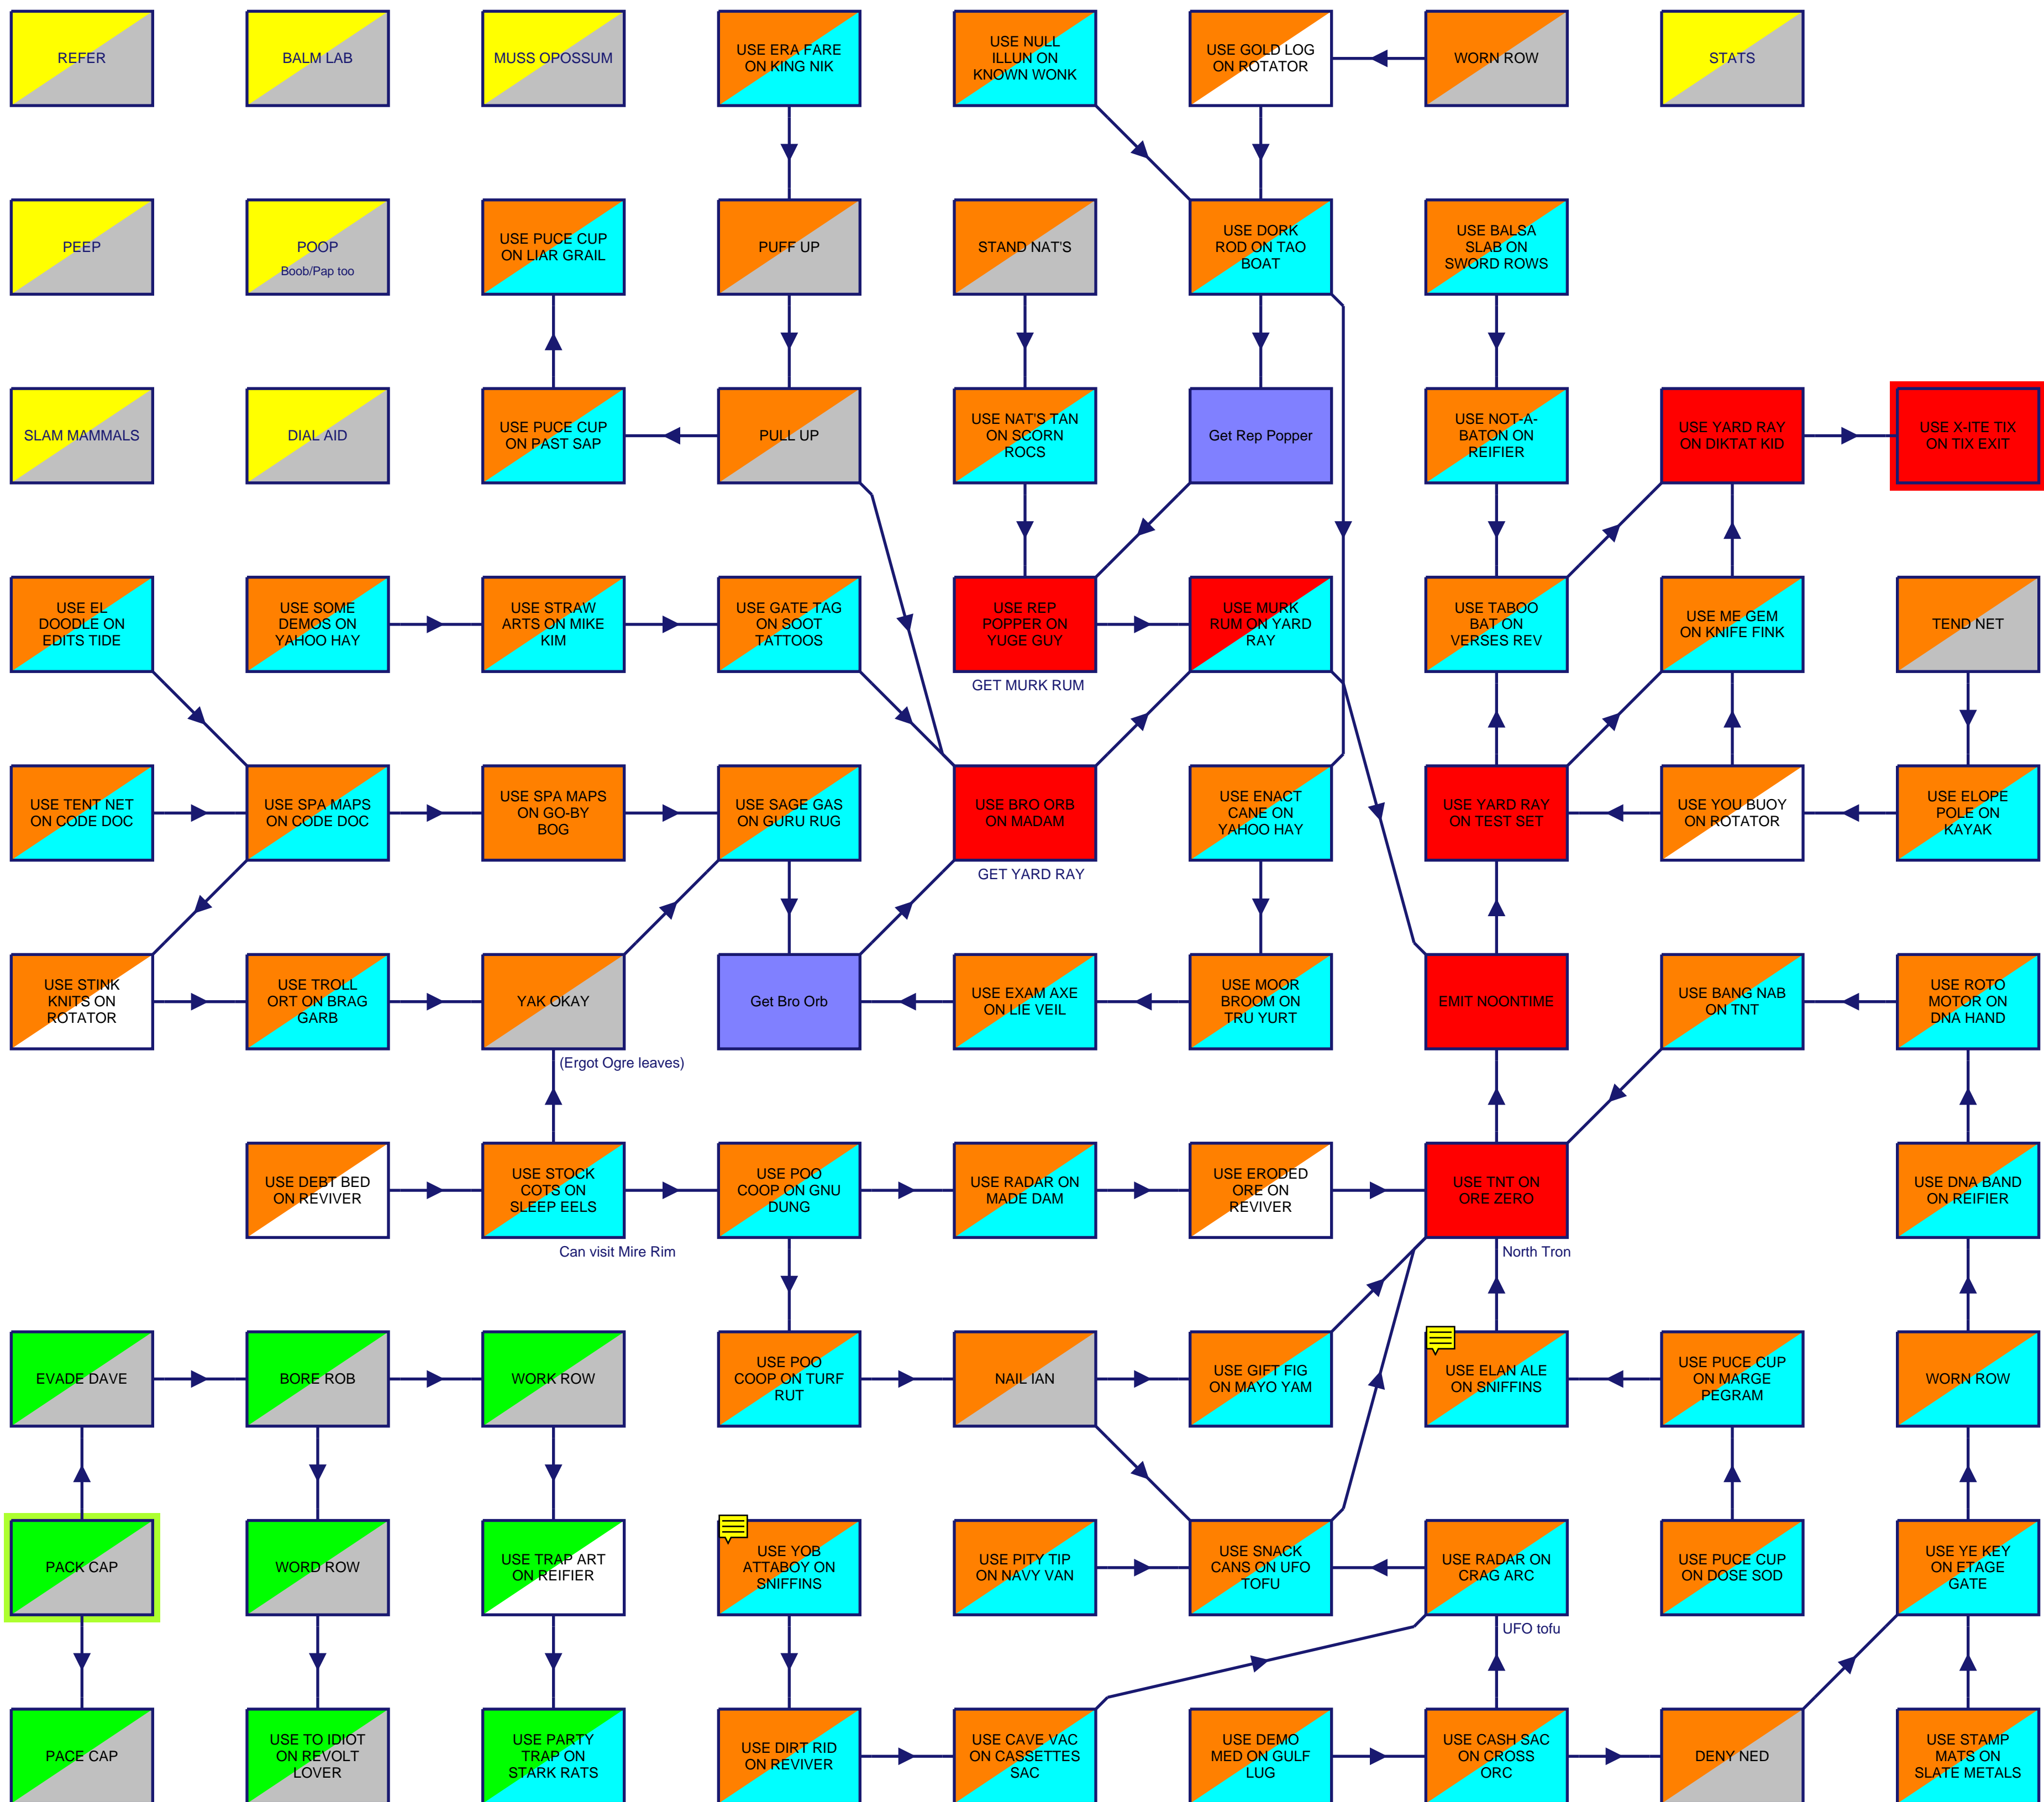 REFER
BALM LAB
MUSS OPOSSUM
USE ERA FARE
ON KING NIK
USE NULL
ILLUN ON
KNOWN WONK
USE GOLD LOG
ON ROTATOR
WORN ROW
STATS
PEEP
POOP
Boob/Pap too
USE PUCE CUP
ON LIAR GRAIL
PUFF UP
STAND NAT'S
USE DORK
ROD ON TAO
BOAT
USE BALSA
SLAB ON
SWORD ROWS
SLAM MAMMALS
DIAL AID
USE PUCE CUP
ON PAST SAP
PULL UP
USE NAT'S TAN
ON SCORN
ROCS
Get Rep Popper
USE NOT-A-
BATON ON
REIFIER
USE YARD RAY
ON DIKTAT KID
USE X-ITE TIX
ON TIX EXIT
USE EL
DOODLE ON
EDITS TIDE
USE SOME
DEMOS ON
YAHOO HAY
USE STRAW
ARTS ON MIKE
KIM
USE GATE TAG
ON SOOT
TATTOOS
USE REP
POPPER ON
YUGE GUY
GET MURK RUM
USE MURK
RUM ON YARD
RAY
USE TABOO
BAT ON
VERSES REV
USE ME GEM
ON KNIFE FINK
TEND NET
USE TENT NET
ON CODE DOC
USE SPA MAPS
ON CODE DOC
USE SPA MAPS
ON GO-BY
BOG
USE SAGE GAS
ON GURU RUG
USE BRO ORB
ON MADAM
GET YARD RAY
USE ENACT
CANE ON
YAHOO HAY
USE YARD RAY
ON TEST SET
USE YOU BUOY
ON ROTATOR
USE ELOPE
POLE ON
KAYAK
USE STINK
KNITS ON
ROTATOR
USE TROLL
ORT ON BRAG
GARB
YAK OKAY
(Ergot Ogre leaves)
Get Bro Orb
USE EXAM AXE
ON LIE VEIL
USE MOOR
BROOM ON
TRU YURT
EMIT NOONTIME
USE BANG NAB
ON TNT
USE ROTO
MOTOR ON
DNA HAND
USE DEBT BED
ON REVIVER
USE STOCK
COTS ON
SLEEP EELS
Can visit Mire Rim
USE POO
COOP ON GNU
DUNG
USE RADAR ON
MADE DAM
USE ERODED
ORE ON
REVIVER
USE TNT ON
ORE ZERO
North Tron
USE DNA BAND
ON REIFIER
EVADE DAVE
BORE ROB
WORK ROW
USE POO
COOP ON TURF
RUT
NAIL IAN
USE GIFT FIG
ON MAYO YAM
USE ELAN ALE
ON SNIFFINS
USE PUCE CUP
ON MARGE
PEGRAM
WORN ROW
PACK CAP
WORD ROW
USE TRAP ART
ON REIFIER
USE YOB
ATTABOY ON
SNIFFINS
USE PITY TIP
ON NAVY VAN
USE SNACK
CANS ON UFO
TOFU
USE RADAR ON
CRAG ARC
UFO tofu
USE PUCE CUP
ON DOSE SOD
USE YE KEY
ON ETAGE
GATE
PACE CAP
USE TO IDIOT
ON REVOLT
LOVER
USE PARTY
TRAP ON
STARK RATS
USE DIRT RID
ON REVIVER
USE CAVE VAC
ON CASSETTES
SAC
USE DEMO
MED ON GULF
LUG
USE CASH SAC
ON CROSS
ORC
DENY NED
USE STAMP
MATS ON
SLATE METALS